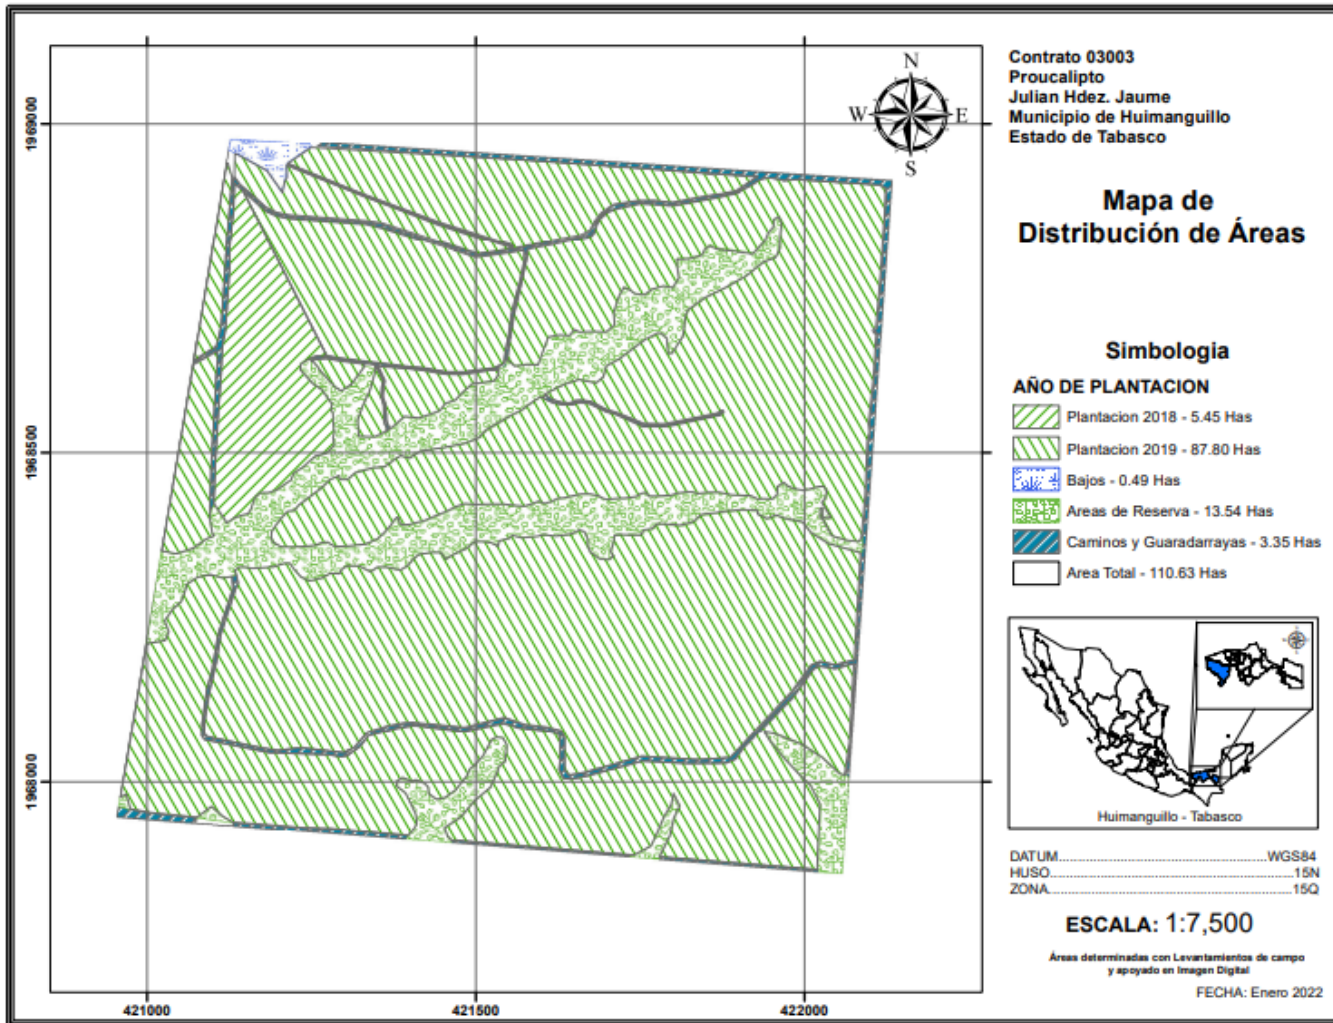 Contrato 03003
Proucalipto
Julian Hdez. Jaume
Municipio de Huimanguillo
Estado de Tabasco
Mapa de
Distribución de Áreas
N
W
E
S
1969000
1968500
1968000
421000
421500
422000
Simbologia
AÑO DE PLANTACION
Plantacion 2018 - 5.45 Has
Plantacion 2019 - 87.80 Has
Bajos - 0.49 Has
Areas de Reserva - 13.54 Has
Caminos y Guaradarrayas - 3.35 Has
Area Total - 110.63 Has
Huimanguillo - Tabasco
DATUM.....................................................WGS84
HUSO.............................................................15N
ZONA.............................................................15Q
ESCALA: 1:7,500
Áreas determinadas con Levantamientos de campo
y apoyado en Imagen Digital
FECHA: Enero 2022